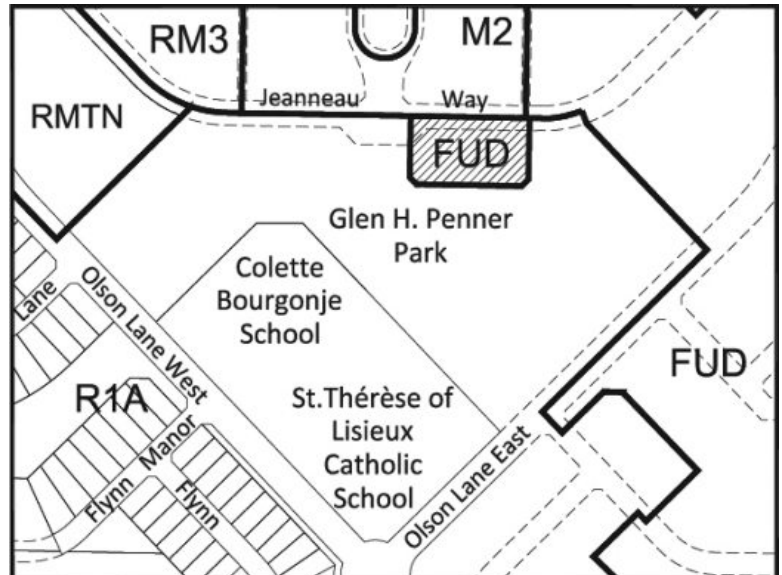 RM3
M2
Jeanneau Way
RMTN
FUD
Glen H. Penner
Park
Colette
Bourgonje
School
Lane
Olson Lane West
FUD
R1A
St.Thérèse of
Lisieux
Catholic
School
Flynn Manor
Flynn
Olson Lane East